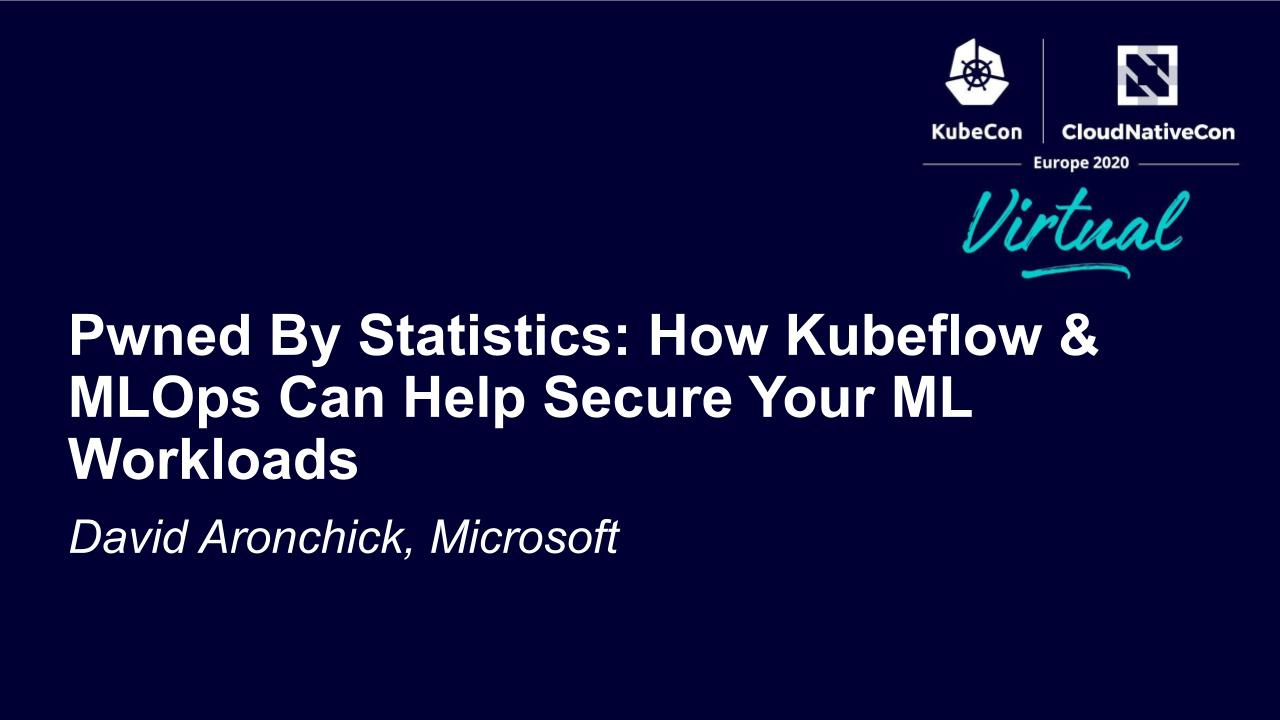 KubeCon
CloudNativeCon
Europe 2020
Virtual
Pwned By Statistics: How Kubeflow &
MLOps Can Help Secure Your ML
Workloads
David Aronchick, Microsoft